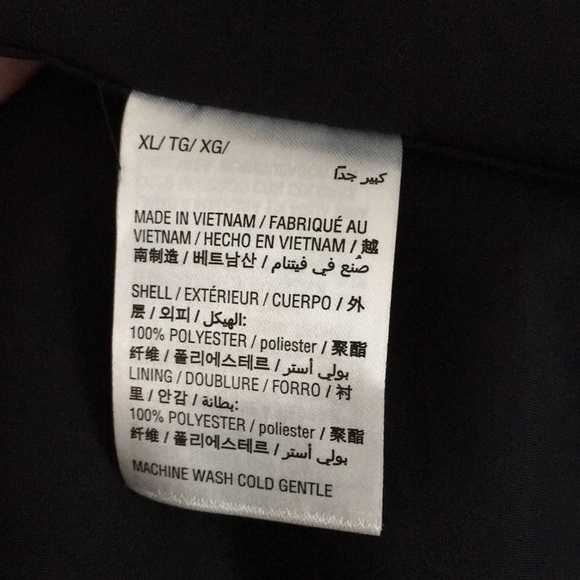 XL/ TG/ XG/
كبير جدًا
MADE IN VIETNAM / FABRIQUÉ AU
VIETNAM / HECHO EN VIETNAM / 越
南制造 / 베트남산 / صُنع في فيتنام
SHELL / EXTÉRIEUR / CUERPO / 外
层 / 외피 / الهيكل:
100% POLYESTER / poliester / 聚酯
纤维 / 폴리에스테르 / بولي أستر
LINING / DOUBLURE / FORRO / 衬
里 / 안감 / بطانة:
100% POLYESTER / poliester / 聚酯
纤维 / 폴리에스테르 / بولي أستر
MACHINE WASH COLD GENTLE